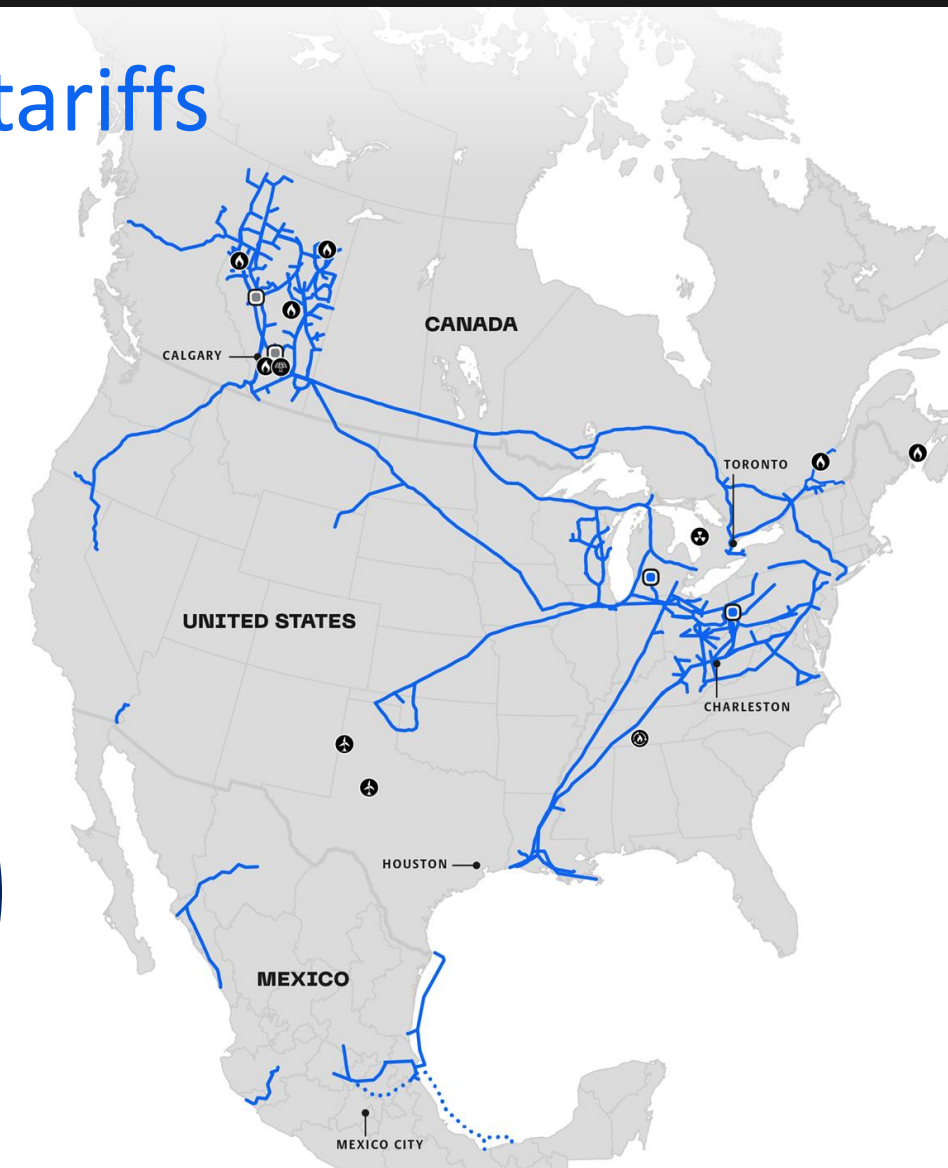 tariffs
CANADA
CALGARY
TORONTO
UNITED STATES
CHARLESTON
HOUSTON
MEXICO
MEXICO CITY